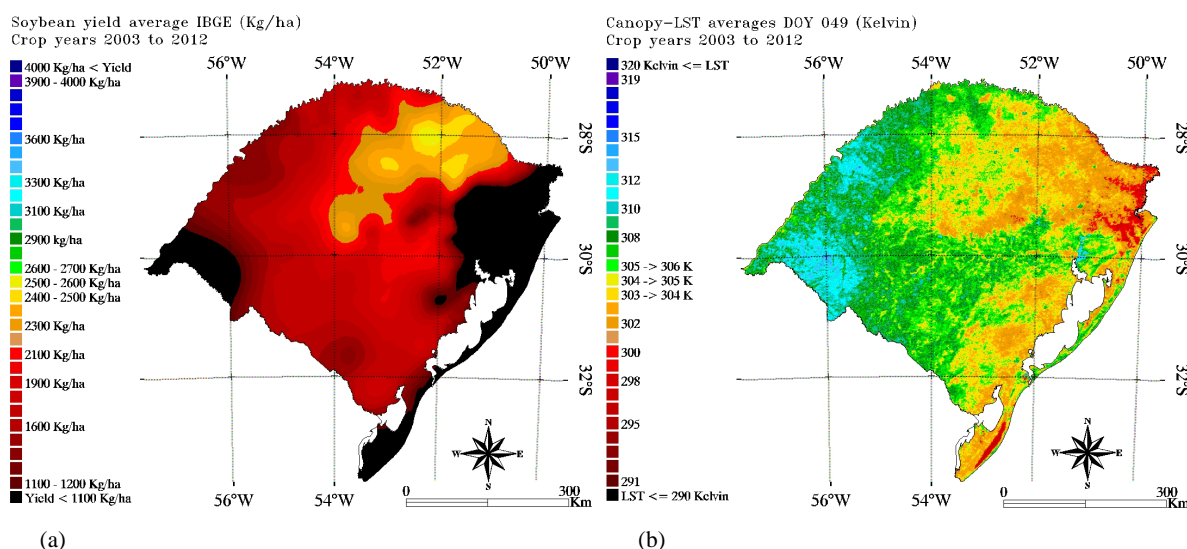 Soybean yield average IBGE (Kg/ha)
Crop years 2003 to 2012
4000 Kg/ha < Yield
3900 - 4000 Kg/ha
3600 Kg/ha
3300 Kg/ha
3100 Kg/ha
2900 kg/ha
2600 - 2700 Kg/ha
2500 - 2600 Kg/ha
2400 - 2500 Kg/ha
2300 Kg/ha
2100 Kg/ha
1900 Kg/ha
1600 Kg/ha
1100 - 1200 Kg/ha
Yield < 1100 Kg/ha
56°W 54°W 52°W 50°W
28°S
30°S
32°S
56°W 54°W 52°W
N
W E
S
0 300
Km
(a)
Canopy-LST averages DOY 049 (Kelvin)
Crop years 2003 to 2012
320 Kelvin <= LST
319
315
312
310
308
305 -> 306 K
304 -> 305 K
303 -> 304 K
302
300
298
295
291
LST <= 290 Kelvin
56°W 54°W 52°W 50°W
28°S
30°S
32°S
56°W 54°W 52°W
N
W E
S
0 300
Km
(b)